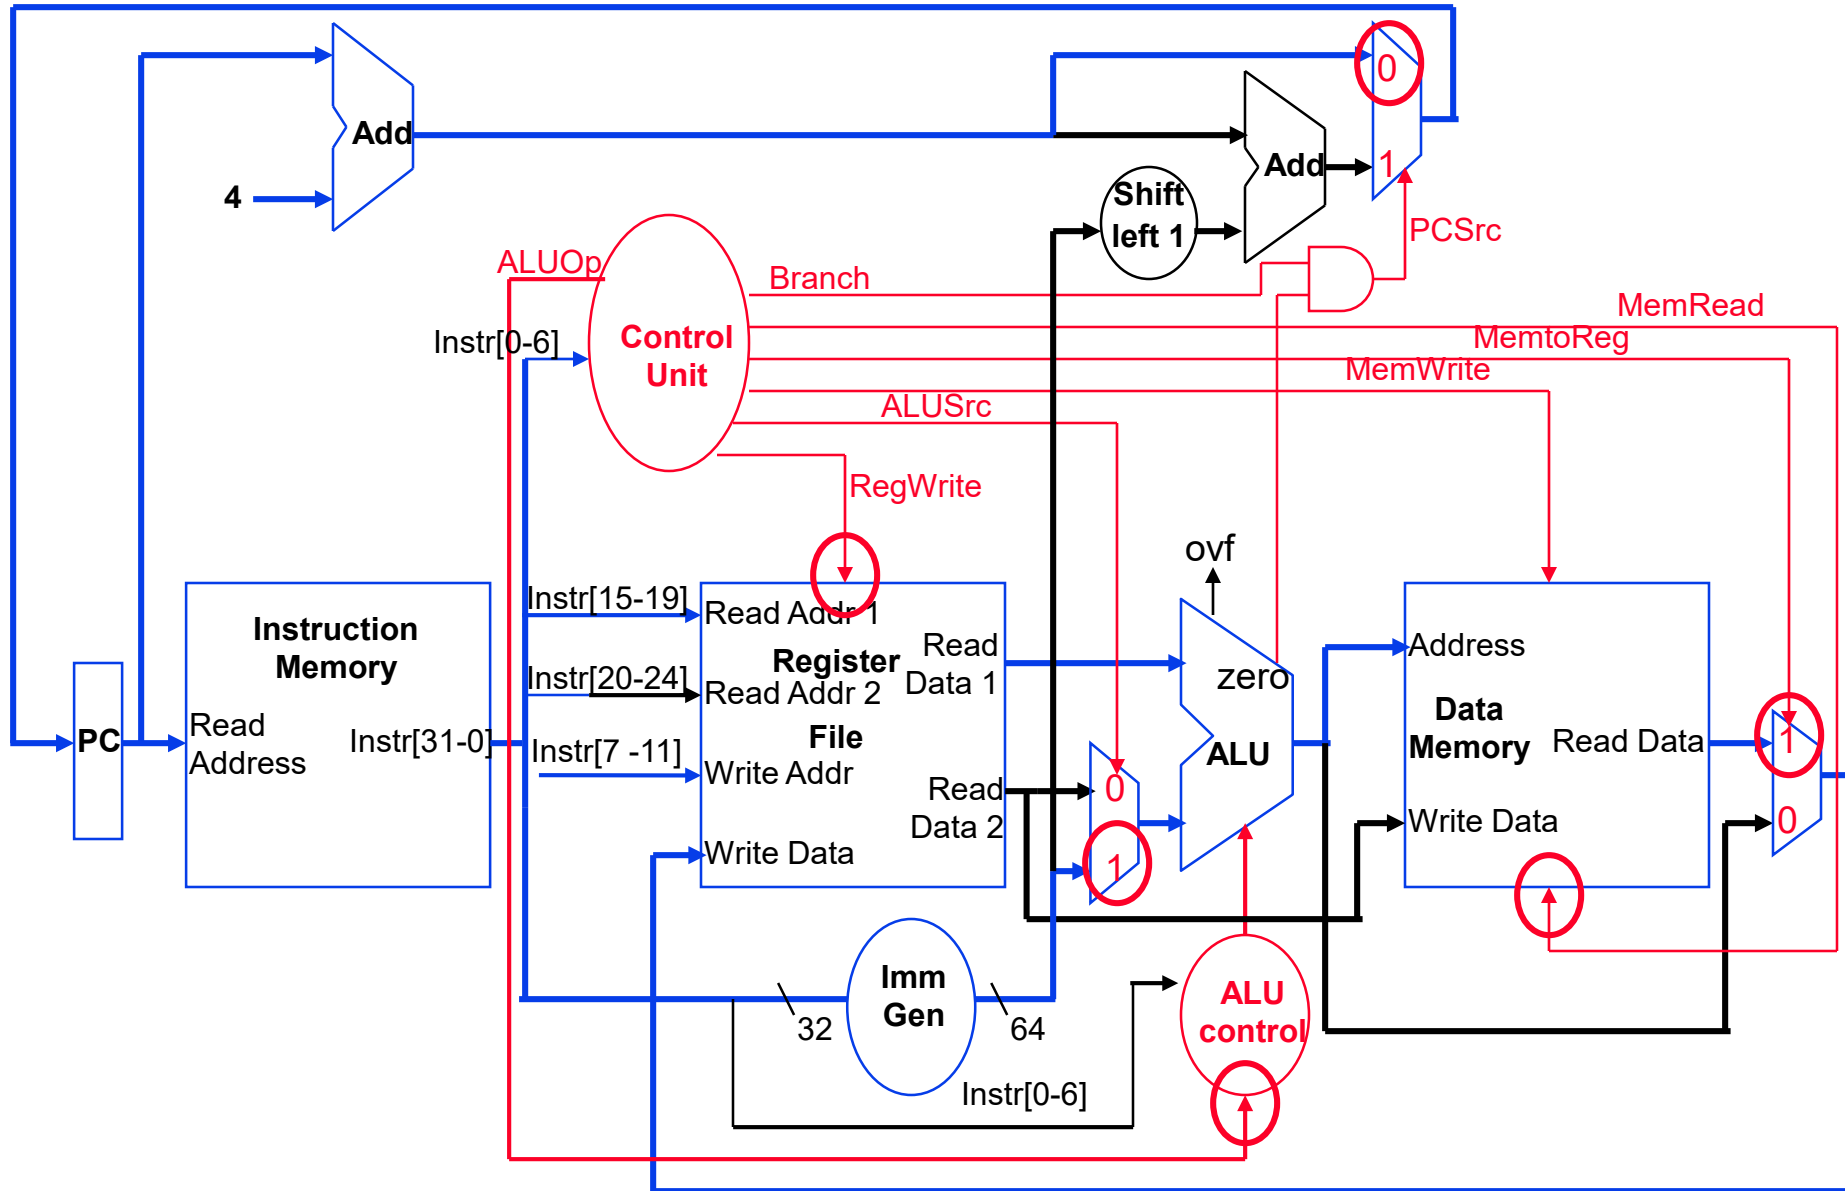 0
Add
4
Add
1
Shift
left 1
PCSrc
ALUOp
Branch
MemRead
Instr[0-6]
Control
Unit
MemtoReg
MemWrite
ALUSrc
RegWrite
ovf
Instr[15-19]
Read Addr 1
Instruction
Memory
Read
Data 1
Register
Address
Instr[20-24]
Read Addr 2
zero
Data
Memory
PC
Read
Address
Instr[31-0]
File
Instr[7 -11]
Write Addr
ALU
Read Data
1
Read
Data 2
0
Write Data
0
Write Data
1
Imm
Gen
32
64
ALU
control
Instr[0-6]